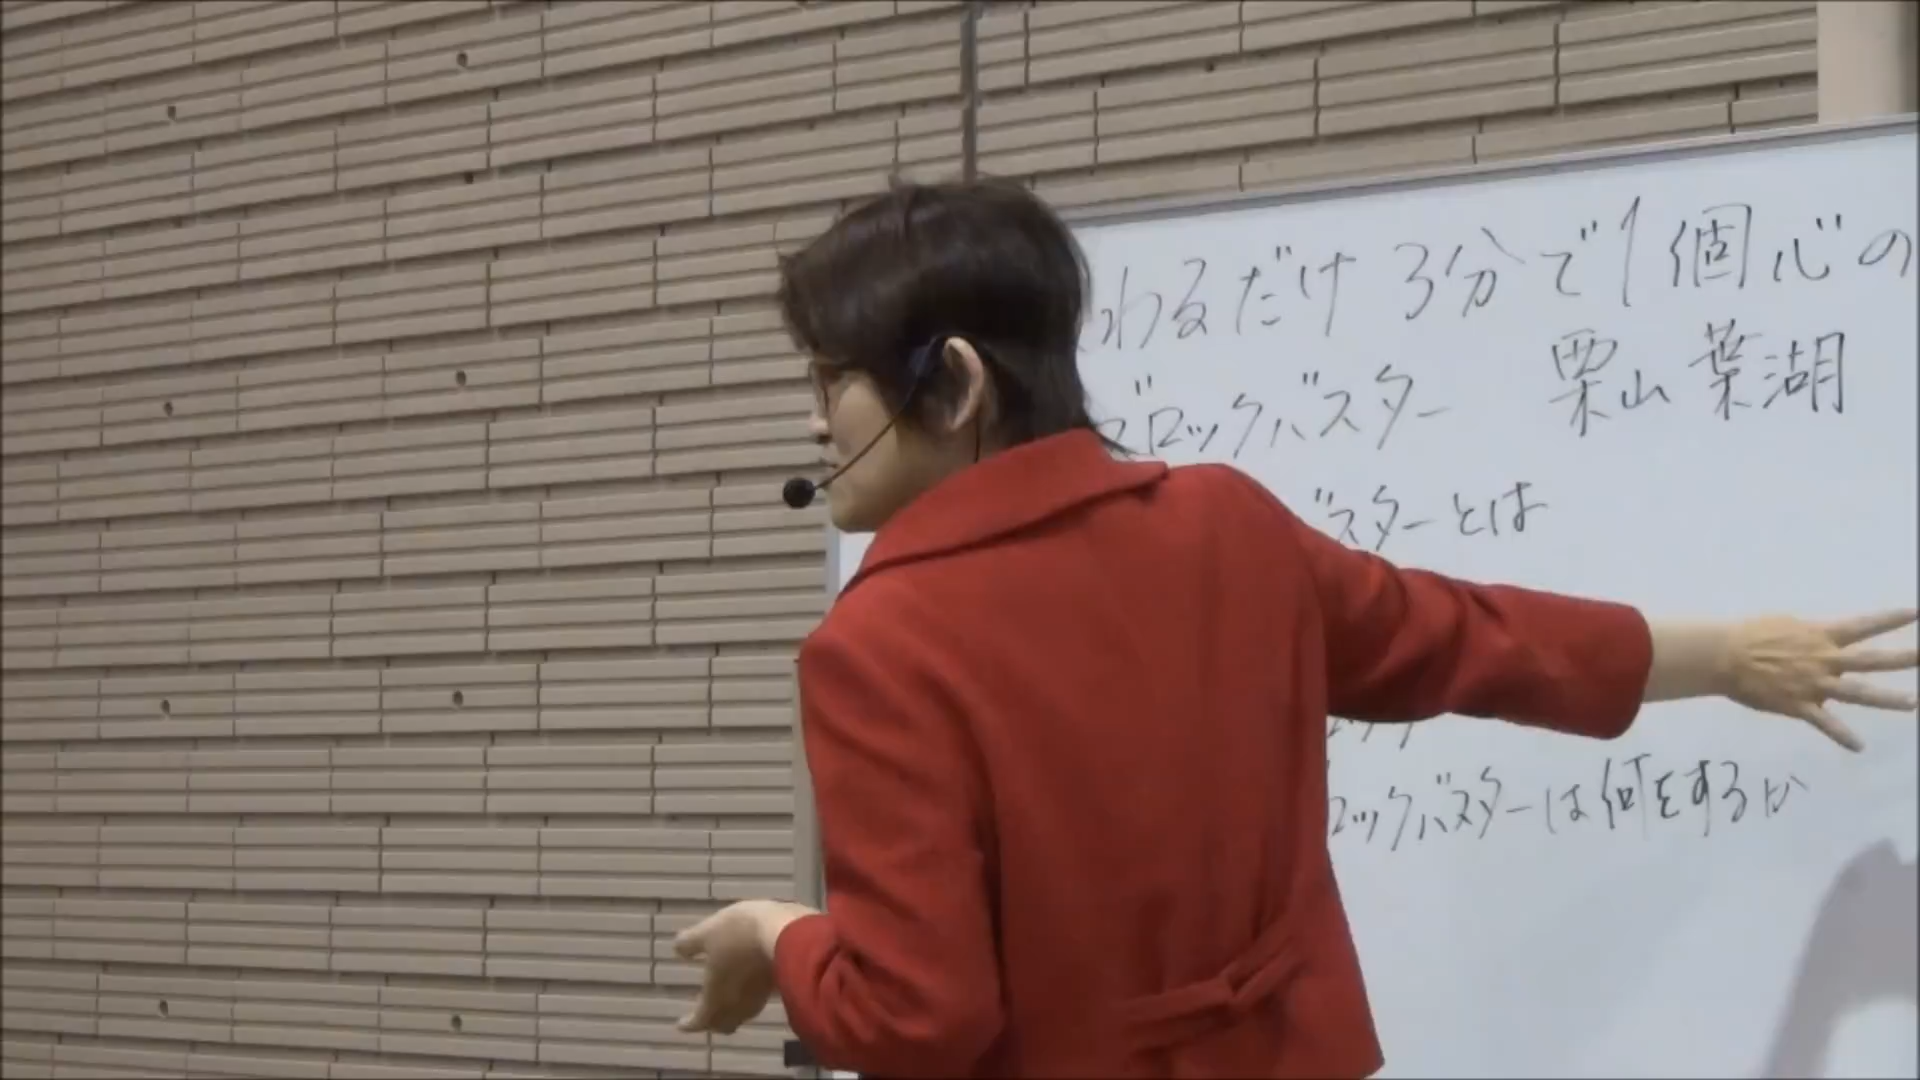 わるだけ3分で1個心の
ブロックバスター 栗山葉湖
バスターとは
ロックバスターは何をするか